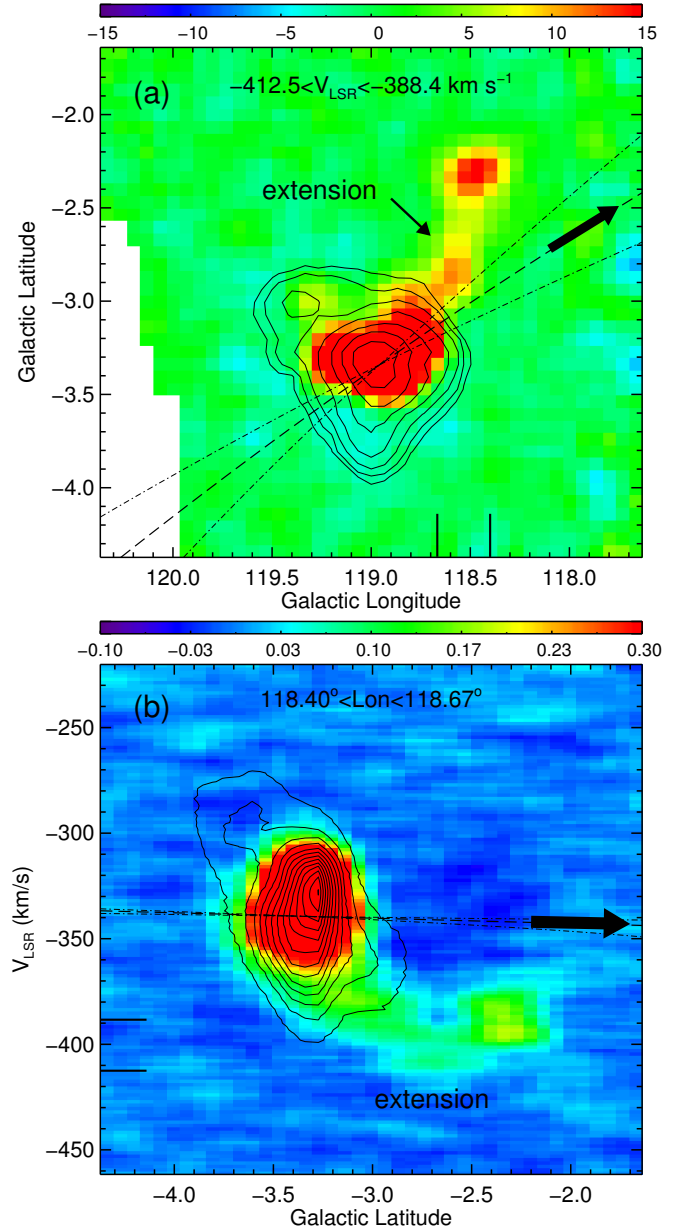 −15 −10 −5 0 5 10 15
(a) −412.5<V_LSR<−388.4 km s⁻¹
extension
−2.0
−2.5
−3.0
−3.5
−4.0
Galactic Latitude
120.0 119.5 119.0 118.5 118.0
Galactic Longitude
−0.10 −0.03 0.03 0.10 0.17 0.23 0.30
(b) 118.40°<Lon<118.67°
−250
−300
−350
−400
−450
V_LSR (km/s)
extension
−4.0 −3.5 −3.0 −2.5 −2.0
Galactic Latitude